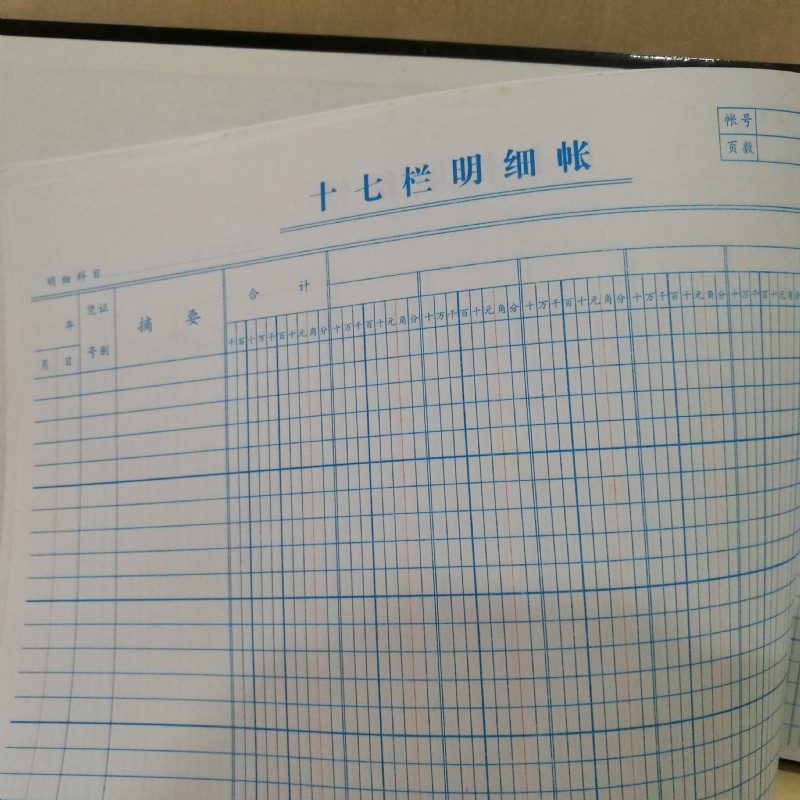 十七栏明细帐
帐号
页数
明细科目
年
凭证
摘要
合计
月 日
号别
千百十万千百十元角分
十万千百十元角分
十万千百十元角分
十万千百十元角分
十万千百十元角分
十万千百十元角